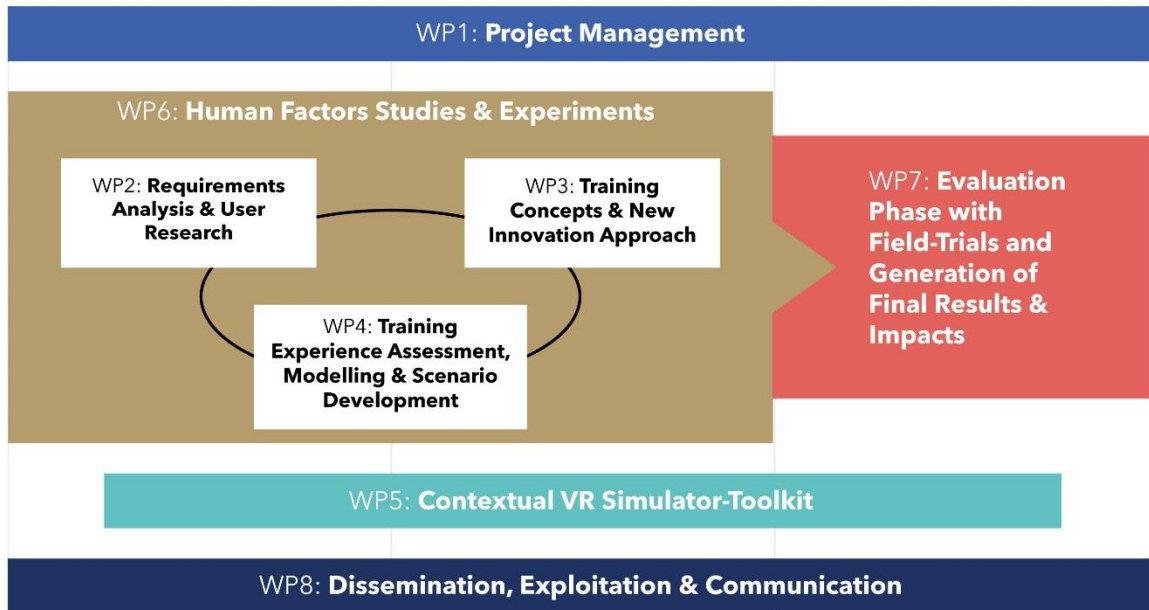 WP1: Project Management
WP6: Human Factors Studies & Experiments
WP2: Requirements
Analysis & User
Research
WP3: Training
Concepts & New
Innovation Approach
WP4: Training
Experience Assessment,
Modelling & Scenario
Development
WP7: Evaluation
Phase with
Field-Trials and
Generation of
Final Results &
Impacts
WP5: Contextual VR Simulator-Toolkit
WP8: Dissemination, Exploitation & Communication